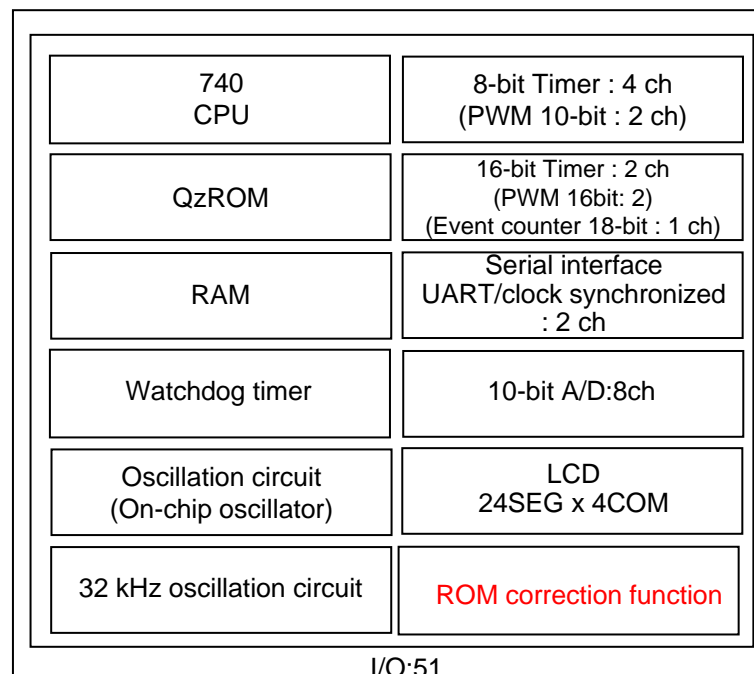 740
CPU
8-bit Timer : 4 ch
(PWM 10-bit : 2 ch)
QzROM
16-bit Timer : 2 ch
(PWM 16bit: 2)
(Event counter 18-bit : 1 ch)
RAM
Serial interface
UART/clock synchronized
: 2 ch
Watchdog timer
10-bit A/D:8ch
Oscillation circuit
(On-chip oscillator)
LCD
24SEG x 4COM
32 kHz oscillation circuit
ROM correction function
I/O:51